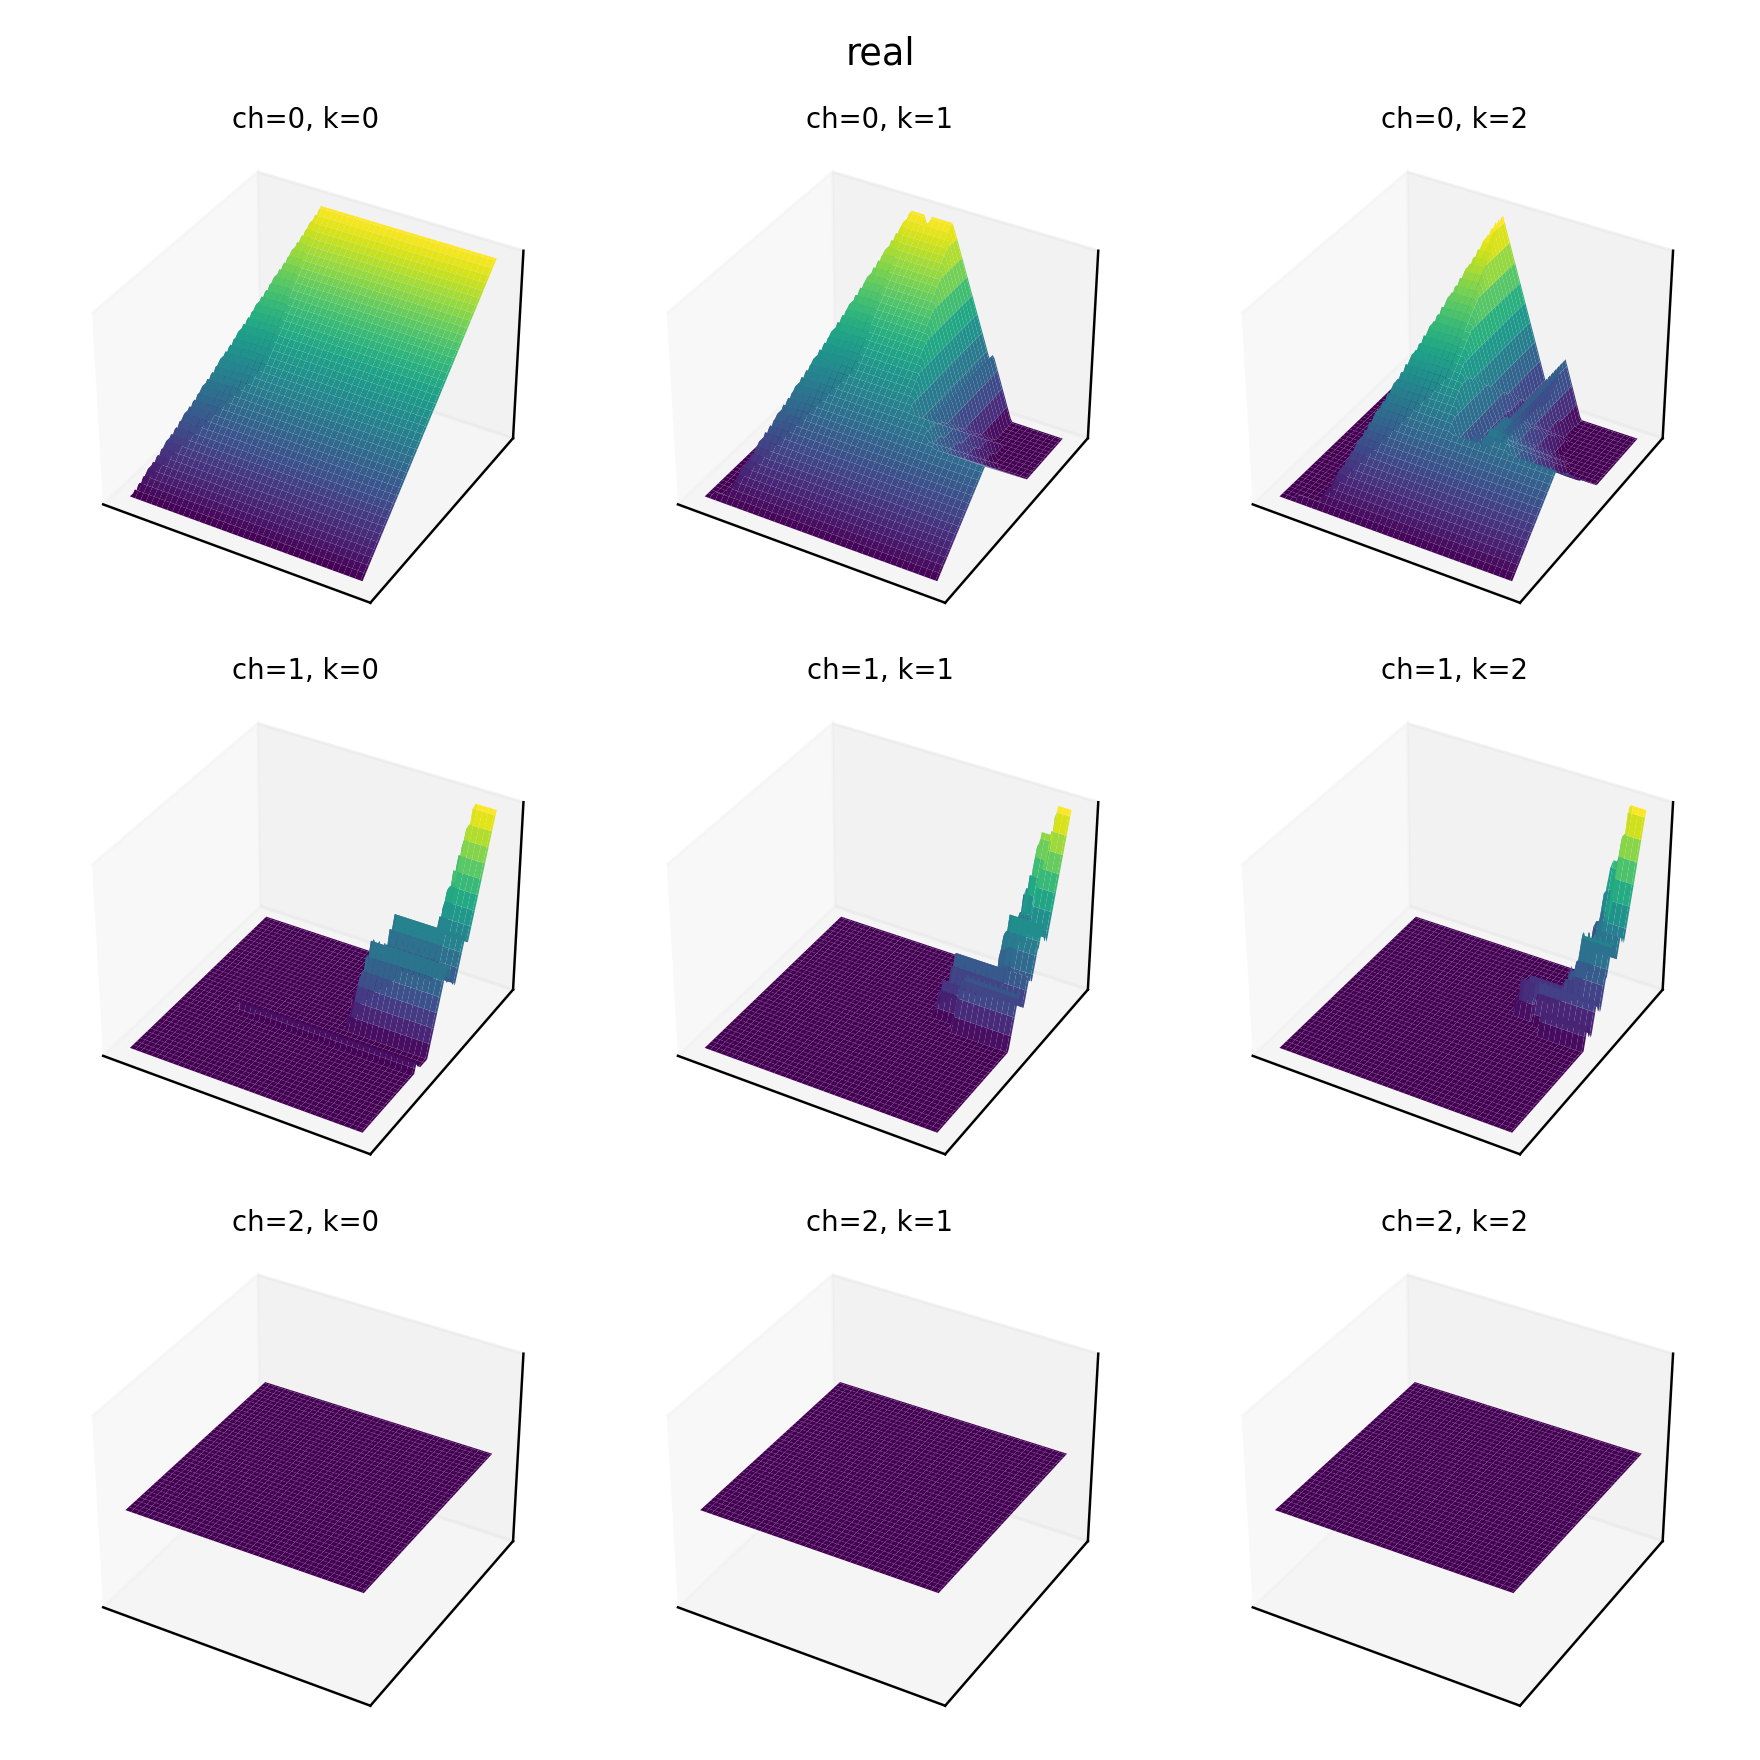 real
ch=0, k=0
ch=0, k=1
ch=0, k=2
ch=1, k=0
ch=1, k=1
ch=1, k=2
ch=2, k=0
ch=2, k=1
ch=2, k=2